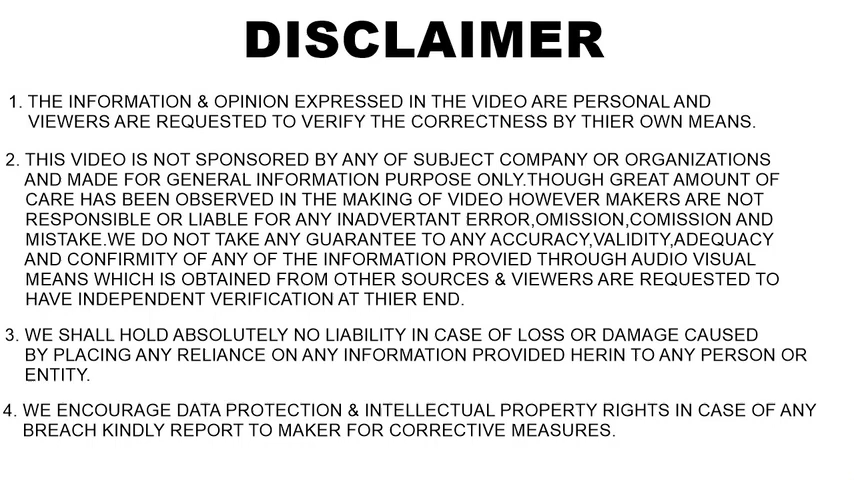 DISCLAIMER
1. THE INFORMATION & OPINION EXPRESSED IN THE VIDEO ARE PERSONAL AND
VIEWERS ARE REQUESTED TO VERIFY THE CORRECTNESS BY THIER OWN MEANS.
2. THIS VIDEO IS NOT SPONSORED BY ANY OF SUBJECT COMPANY OR ORGANIZATIONS
AND MADE FOR GENERAL INFORMATION PURPOSE ONLY.THOUGH GREAT AMOUNT OF
CARE HAS BEEN OBSERVED IN THE MAKING OF VIDEO HOWEVER MAKERS ARE NOT
RESPONSIBLE OR LIABLE FOR ANY INADVERTANT ERROR,OMISSION,COMISSION AND
MISTAKE.WE DO NOT TAKE ANY GUARANTEE TO ANY ACCURACY,VALIDITY,ADEQUACY
AND CONFIRMITY OF ANY OF THE INFORMATION PROVIED THROUGH AUDIO VISUAL
MEANS WHICH IS OBTAINED FROM OTHER SOURCES & VIEWERS ARE REQUESTED TO
HAVE INDEPENDENT VERIFICATION AT THIER END.
3. WE SHALL HOLD ABSOLUTELY NO LIABILITY IN CASE OF LOSS OR DAMAGE CAUSED
BY PLACING ANY RELIANCE ON ANY INFORMATION PROVIDED HERIN TO ANY PERSON OR
ENTITY.
4. WE ENCOURAGE DATA PROTECTION & INTELLECTUAL PROPERTY RIGHTS IN CASE OF ANY
BREACH KINDLY REPORT TO MAKER FOR CORRECTIVE MEASURES.